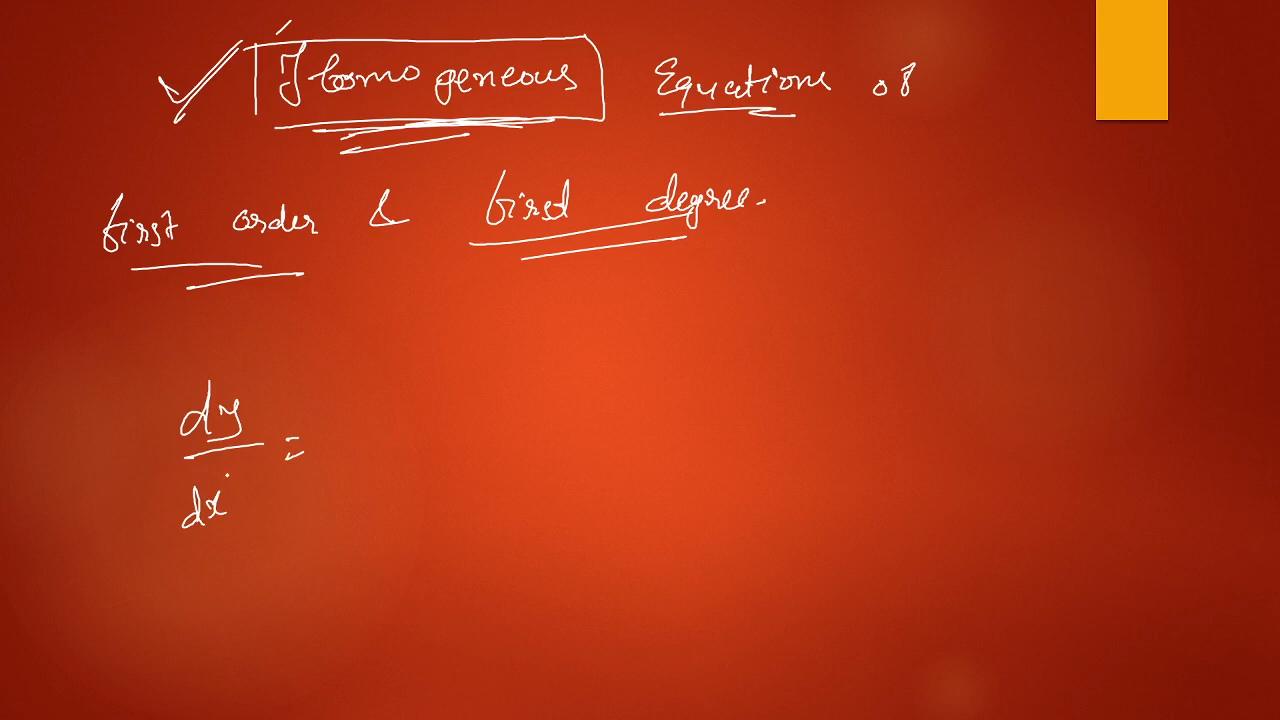 Homogeneous Equations of
first order & first degree.
dy
— =
dx